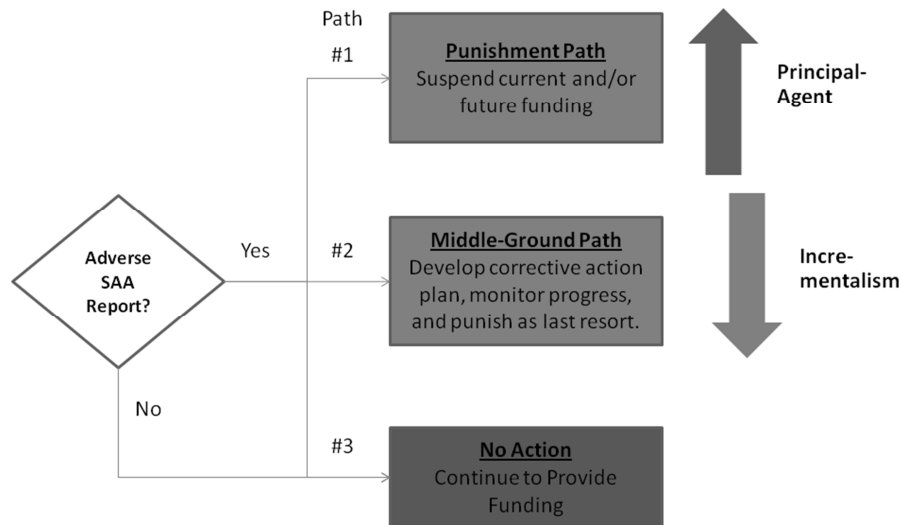 Path
#1
Punishment Path
Suspend current and/or
future funding
Principal-
Agent
Adverse
SAA
Report?
Yes
#2
Middle-Ground Path
Develop corrective action
plan, monitor progress,
and punish as last resort.
Incre-
mentalism
No
#3
No Action
Continue to Provide
Funding